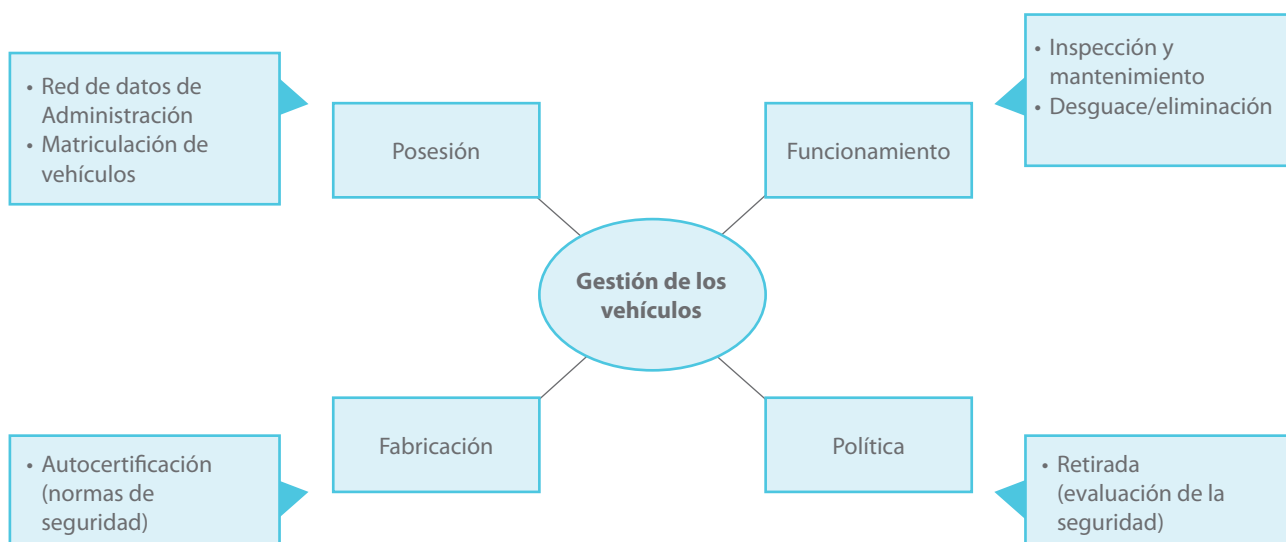 • Red de datos de
Administración
• Matriculación de
vehículos
Posesión
Funcionamiento
• Inspección y
mantenimiento
• Desguace/eliminación
Gestión de los
vehículos
• Autocertificación
(normas de
seguridad)
Fabricación
Política
• Retirada
(evaluación de la
seguridad)